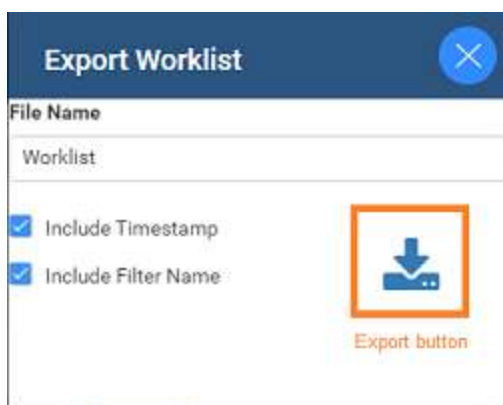 Export Worklist
File Name
Worklist
Include Timestamp
Include Filter Name
Export button